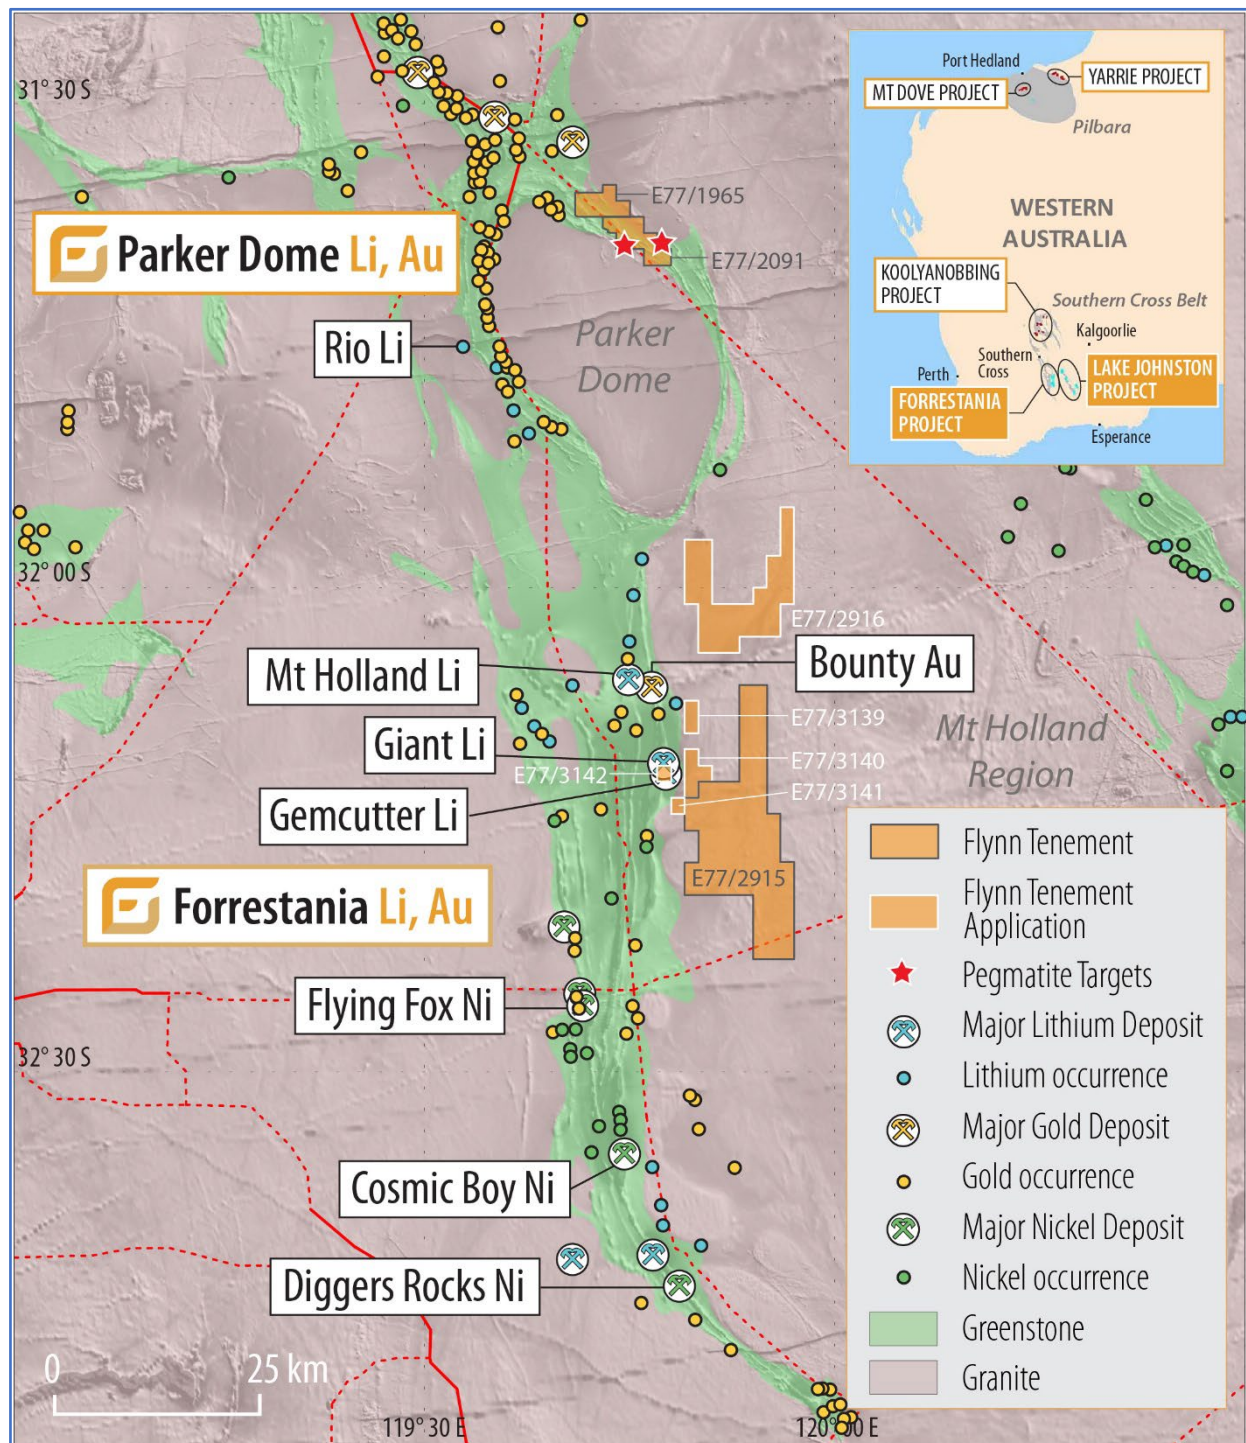 31° 30 S
Port Hedland
YARRIE PROJECT
MT DOVE PROJECT
Pilbara
WESTERN
AUSTRALIA
KOOLYANOBBING
PROJECT
Southern Cross Belt
Kalgoorlie
Southern
Cross
Perth
LAKE JOHNSTON
PROJECT
FORRESTANIA
PROJECT
Esperance
E77/1965
E77/2091
Parker Dome Li, Au
Rio Li
Parker
Dome
32° 00 S
E77/2916
Mt Holland Li
Bounty Au
E77/3139
Giant Li
Mt Holland
Region
E77/3140
E77/3142
E77/3141
Gemcutter Li
E77/2915
Forrestania Li, Au
Flying Fox Ni
32° 30 S
Cosmic Boy Ni
Diggers Rocks Ni
Flynn Tenement
Flynn Tenement
Application
Pegmatite Targets
Major Lithium Deposit
Lithium occurrence
Major Gold Deposit
Gold occurrence
Major Nickel Deposit
Nickel occurrence
Greenstone
Granite
0 25 km
119° 30 E
120° 00 E